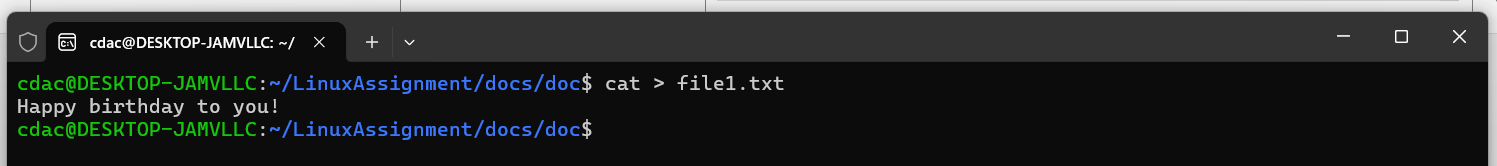 cdac@DESKTOP-JAMVLLC: ~/
cdac@DESKTOP-JAMVLLC:~/LinuxAssignment/docs/doc$ cat > file1.txt
Happy birthday to you!
cdac@DESKTOP-JAMVLLC:~/LinuxAssignment/docs/doc$